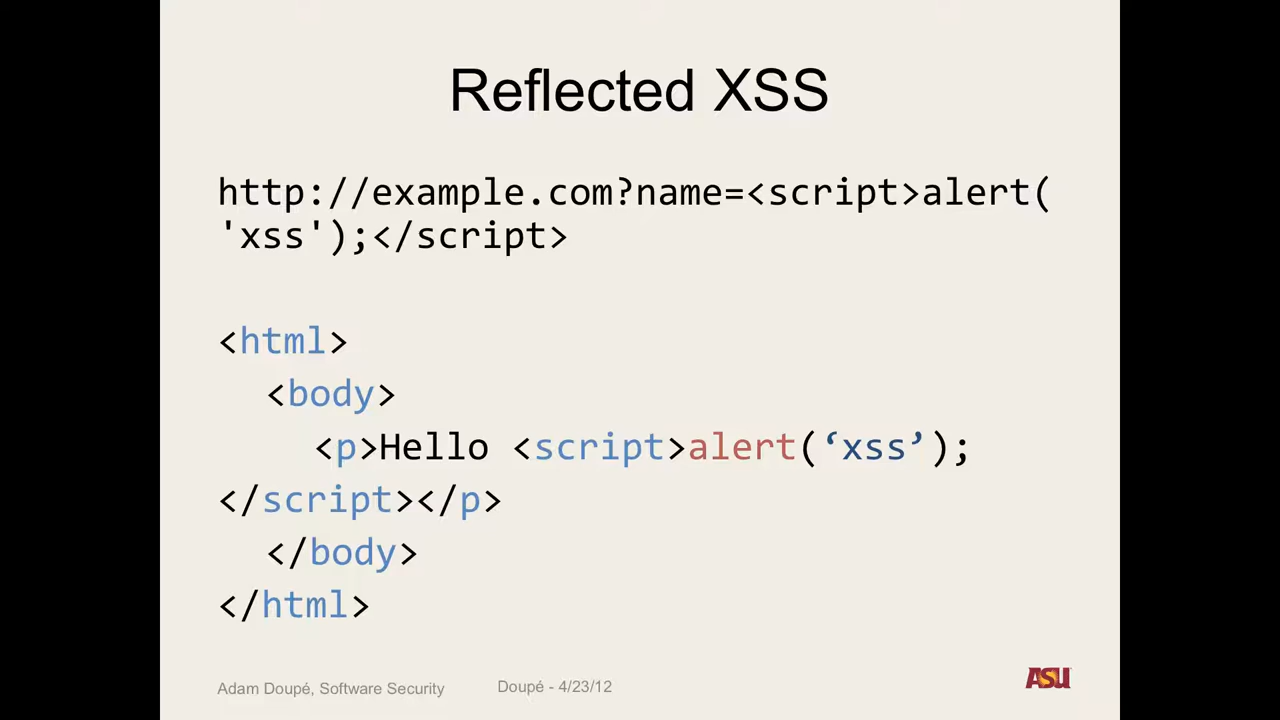 Reflected XSS
http://example.com?name=<script>alert(
'xss');</script>
<html>
<body>
<p>Hello <script>alert(‘xss’);
</script></p>
</body>
</html>
Adam Doupé, Software Security
Doupé - 4/23/12
ASU